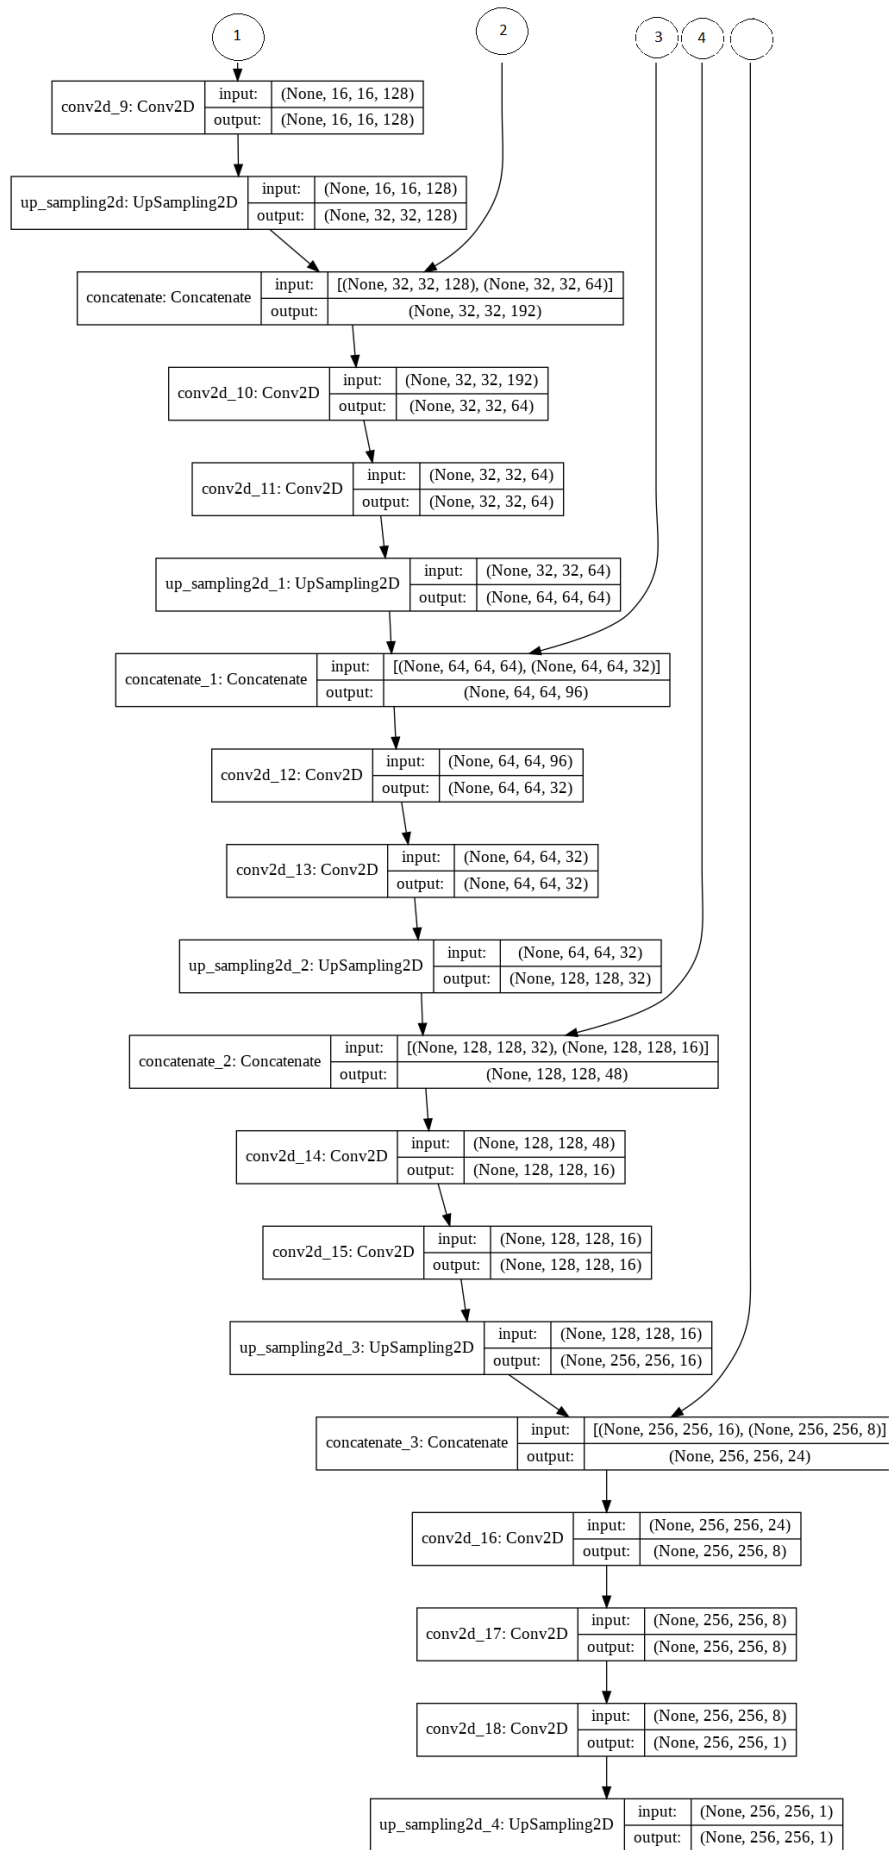 1
2
3
4
conv2d_9: Conv2D
input:
(None, 16, 16, 128)
output:
(None, 16, 16, 128)
up_sampling2d: UpSampling2D
input:
(None, 16, 16, 128)
output:
(None, 32, 32, 128)
concatenate: Concatenate
input:
[(None, 32, 32, 128), (None, 32, 32, 64)]
output:
(None, 32, 32, 192)
conv2d_10: Conv2D
input:
(None, 32, 32, 192)
output:
(None, 32, 32, 64)
conv2d_11: Conv2D
input:
(None, 32, 32, 64)
output:
(None, 32, 32, 64)
up_sampling2d_1: UpSampling2D
input:
(None, 32, 32, 64)
output:
(None, 64, 64, 64)
concatenate_1: Concatenate
input:
[(None, 64, 64, 64), (None, 64, 64, 32)]
output:
(None, 64, 64, 96)
conv2d_12: Conv2D
input:
(None, 64, 64, 96)
output:
(None, 64, 64, 32)
conv2d_13: Conv2D
input:
(None, 64, 64, 32)
output:
(None, 64, 64, 32)
up_sampling2d_2: UpSampling2D
input:
(None, 64, 64, 32)
output:
(None, 128, 128, 32)
concatenate_2: Concatenate
input:
[(None, 128, 128, 32), (None, 128, 128, 16)]
output:
(None, 128, 128, 48)
conv2d_14: Conv2D
input:
(None, 128, 128, 48)
output:
(None, 128, 128, 16)
conv2d_15: Conv2D
input:
(None, 128, 128, 16)
output:
(None, 128, 128, 16)
up_sampling2d_3: UpSampling2D
input:
(None, 128, 128, 16)
output:
(None, 256, 256, 16)
concatenate_3: Concatenate
input:
[(None, 256, 256, 16), (None, 256, 256, 8)]
output:
(None, 256, 256, 24)
conv2d_16: Conv2D
input:
(None, 256, 256, 24)
output:
(None, 256, 256, 8)
conv2d_17: Conv2D
input:
(None, 256, 256, 8)
output:
(None, 256, 256, 8)
conv2d_18: Conv2D
input:
(None, 256, 256, 8)
output:
(None, 256, 256, 1)
up_sampling2d_4: UpSampling2D
input:
(None, 256, 256, 1)
output:
(None, 256, 256, 1)